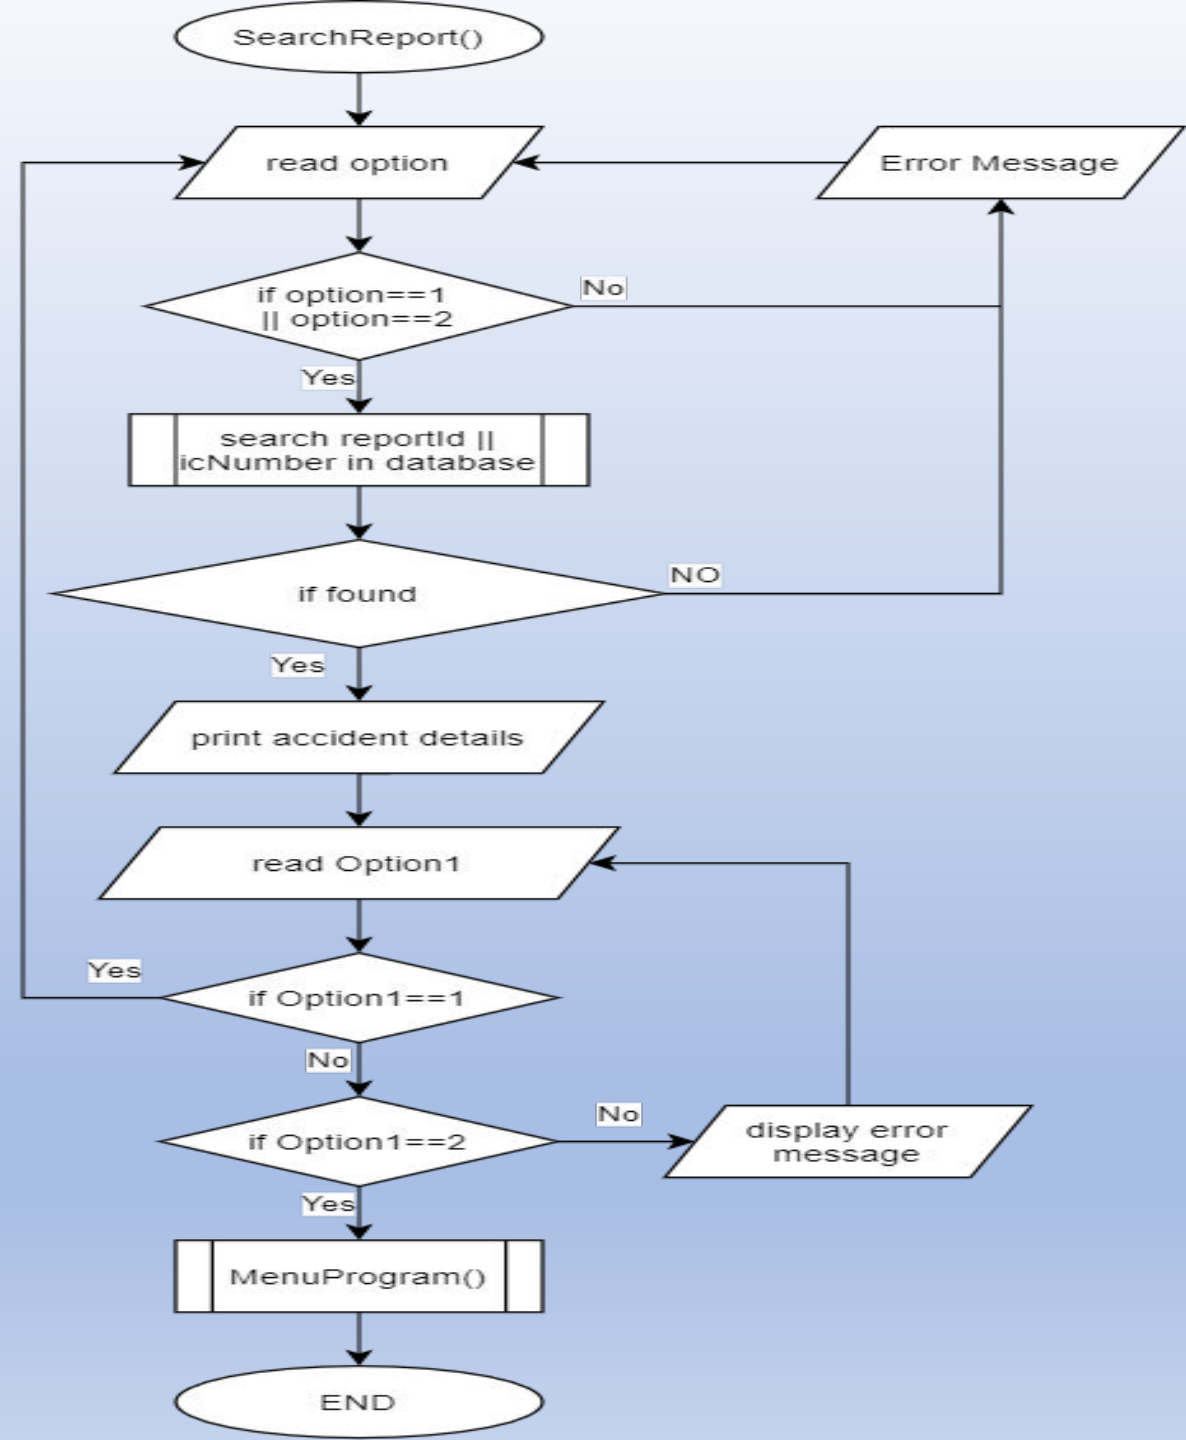 SearchReport()
read option
Error Message
if option==1
|| option==2
No
Yes
search reportId ||
icNumber in database
if found
NO
Yes
print accident details
read Option1
Yes
if Option1==1
No
if Option1==2
No
display error
message
Yes
MenuProgram()
END